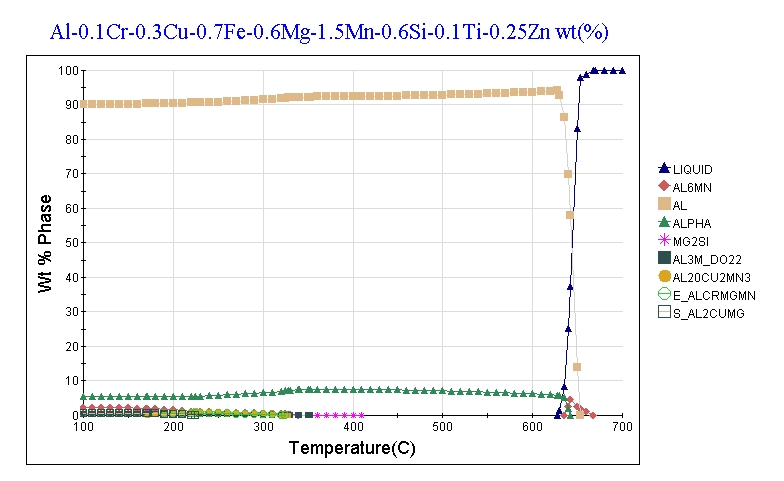 Al-0.1Cr-0.3Cu-0.7Fe-0.6Mg-1.5Mn-0.6Si-0.1Ti-0.25Zn wt(%)
Wt % Phase
100
90
80
70
60
50
40
30
20
10
0
100 200 300 400 500 600 700
Temperature(C)
LIQUID
AL6MN
AL
ALPHA
MG2SI
AL3M_DO22
AL20CU2MN3
E_ALCRMGMN
S_AL2CUMG